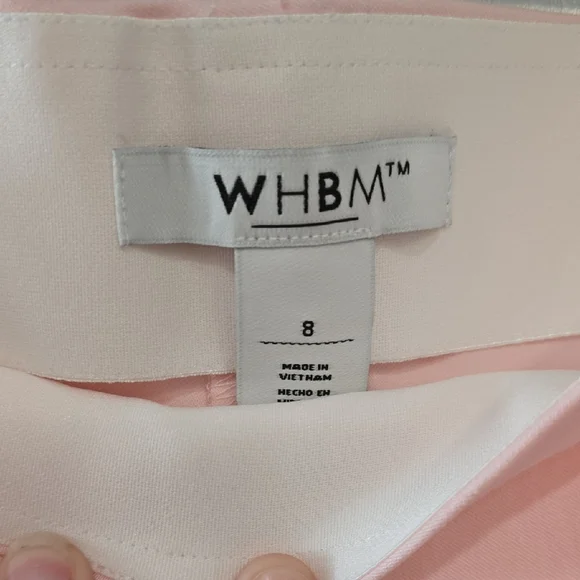 WHBM™
8
MADE IN
VIETNAM
HECHO EN